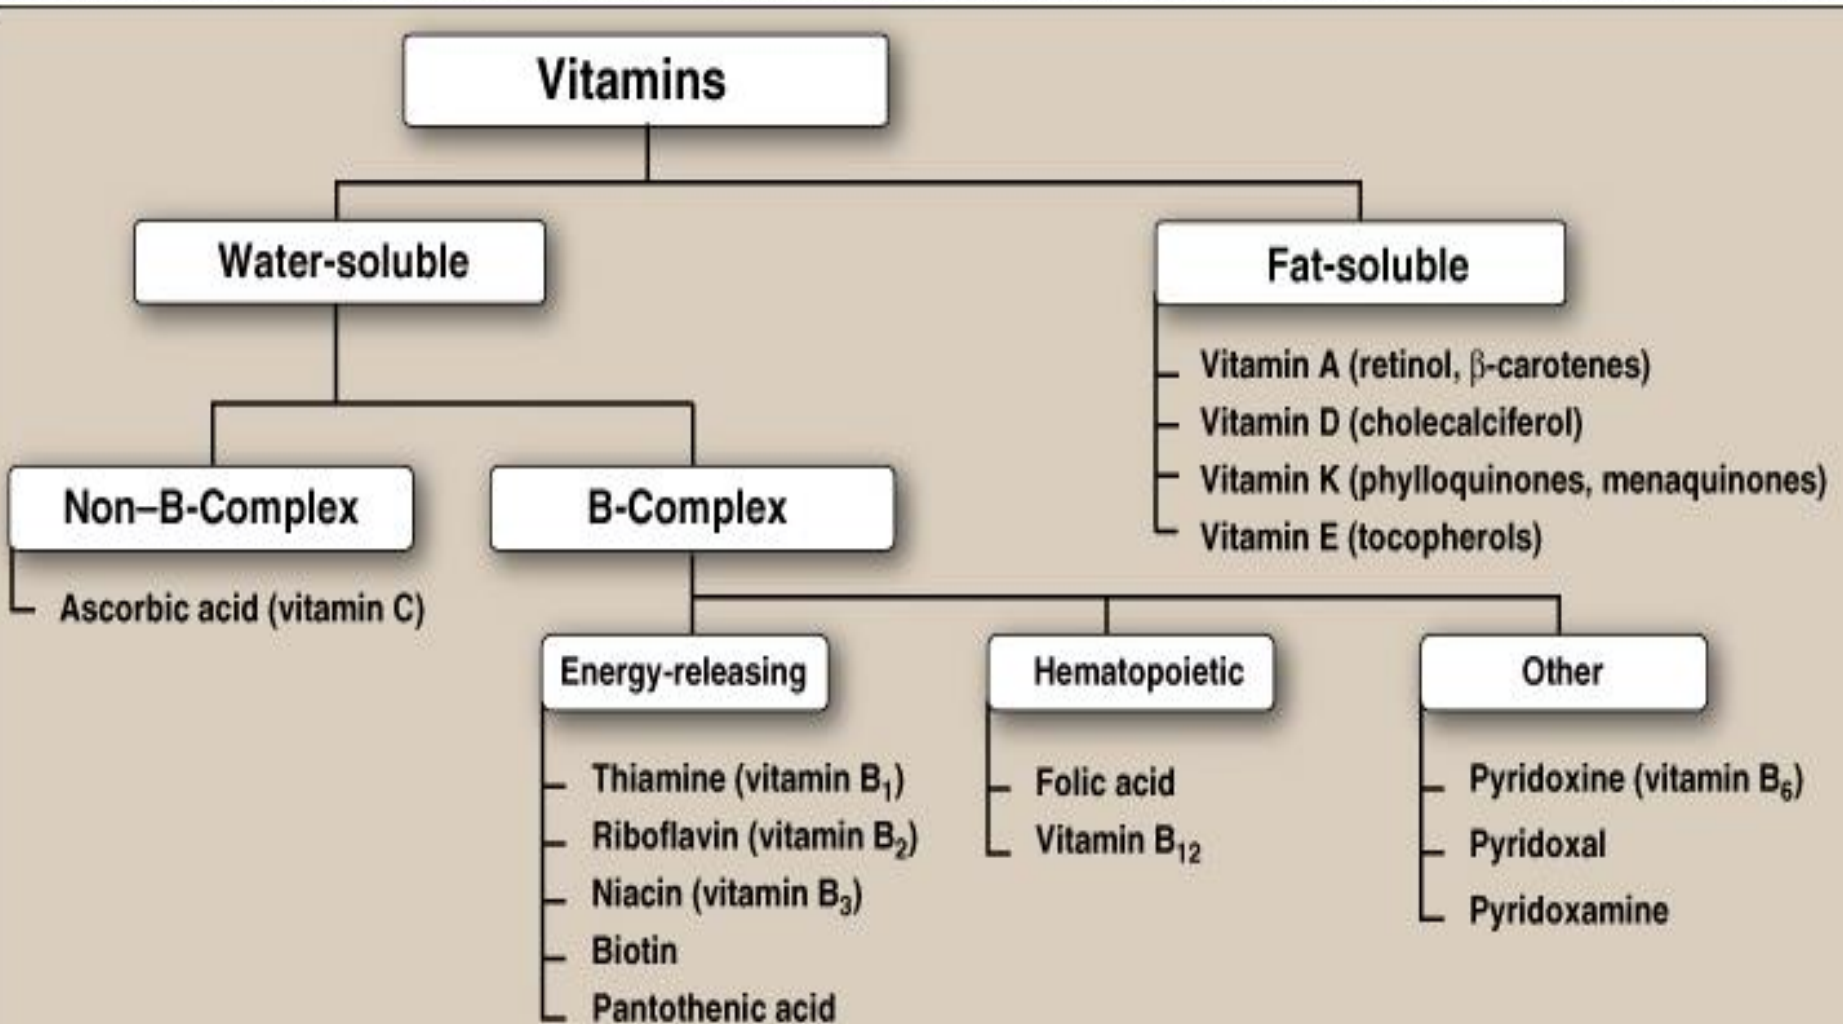 Vitamins
Water-soluble
Fat-soluble
Vitamin A (retinol, β-carotenes)
Vitamin D (cholecalciferol)
Vitamin K (phylloquinones, menaquinones)
Vitamin E (tocopherols)
Non–B-Complex
B-Complex
Ascorbic acid (vitamin C)
Energy-releasing
Hematopoietic
Other
Thiamine (vitamin B₁)
Riboflavin (vitamin B₂)
Niacin (vitamin B₃)
Biotin
Pantothenic acid
Folic acid
Vitamin B₁₂
Pyridoxine (vitamin B₆)
Pyridoxal
Pyridoxamine